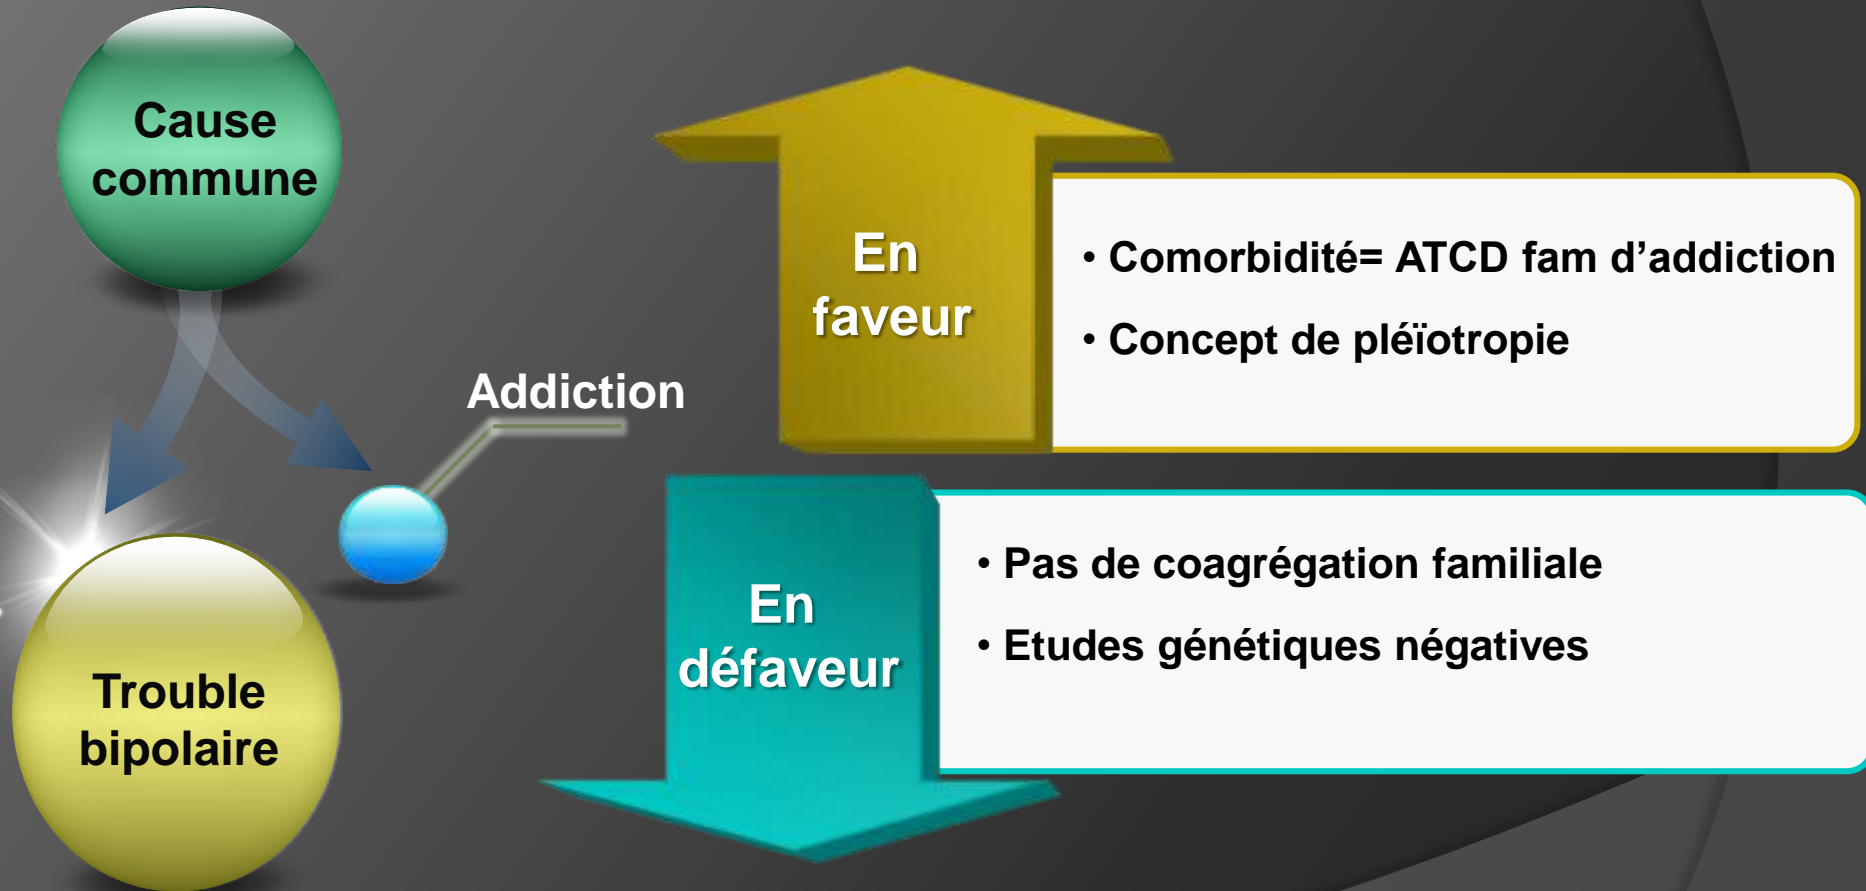 Cause
commune
Addiction
Trouble
bipolaire
En
faveur
• Comorbidité= ATCD fam d’addiction
• Concept de pléïotropie
En
défaveur
• Pas de coagrégation familiale
• Etudes génétiques négatives